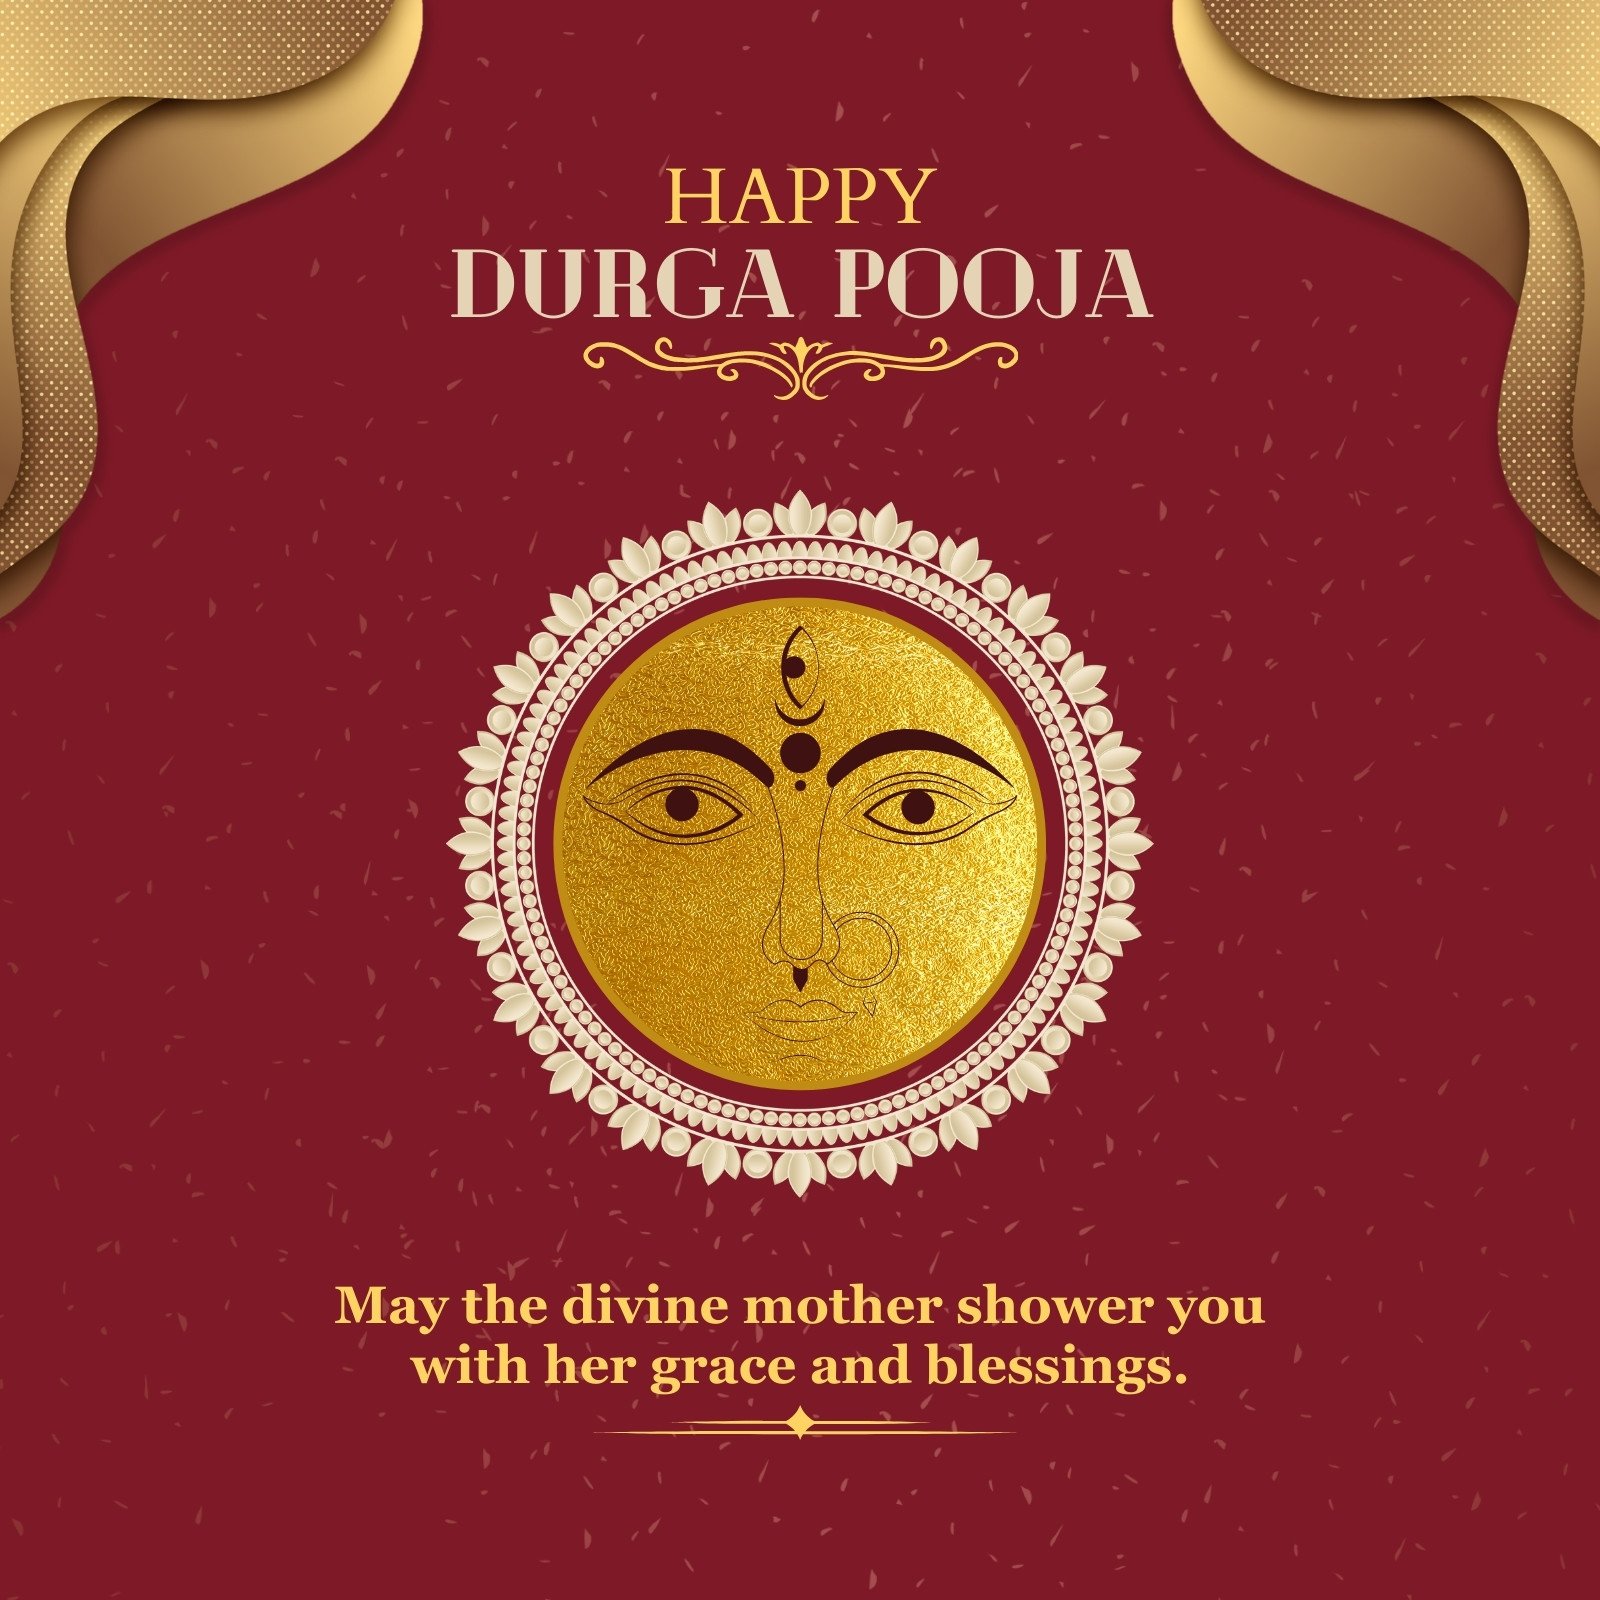 HAPPY
DURGA POOJA
May the divine mother shower you
with her grace and blessings.